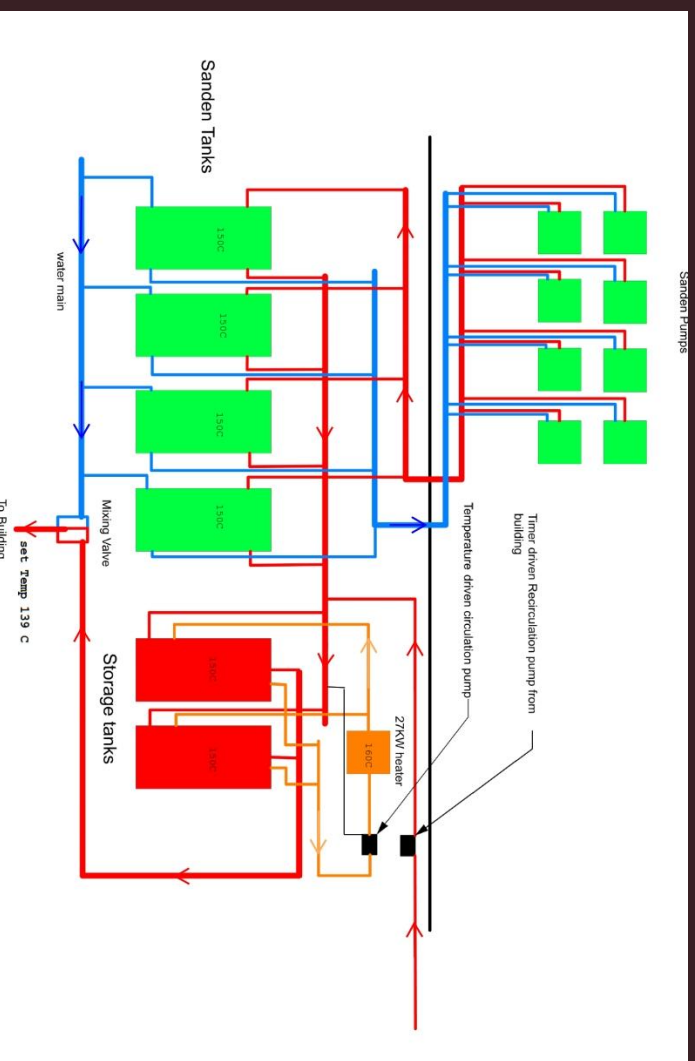 Sanden Pumps
Timer driven Recirculation pump from
building
Temperature driven circulation pump
27KW heater
160C
Sanden Tanks
150C
150C
150C
150C
150C
150C
Storage tanks
Mixing Valve
water main
set Temp 139 C
To Building